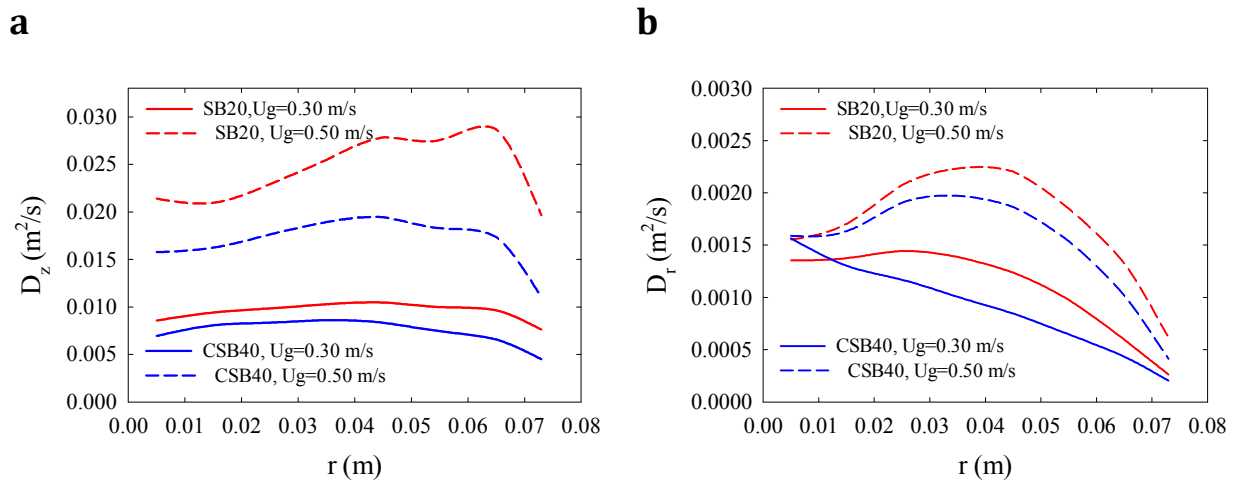 a
SB20,Ug=0.30 m/s
SB20, Ug=0.50 m/s
CSB40, Ug=0.30 m/s
CSB40, Ug=0.50 m/s
D_z (m^2/s)
0.030
0.025
0.020
0.015
0.010
0.005
0.000
0.00 0.01 0.02 0.03 0.04 0.05 0.06 0.07 0.08
r (m)
b
SB20,Ug=0.30 m/s
SB20, Ug=0.50 m/s
CSB40, Ug=0.30 m/s
CSB40, Ug=0.50 m/s
D_r (m^2/s)
0.0030
0.0025
0.0020
0.0015
0.0010
0.0005
0.0000
0.00 0.01 0.02 0.03 0.04 0.05 0.06 0.07 0.08
r (m)